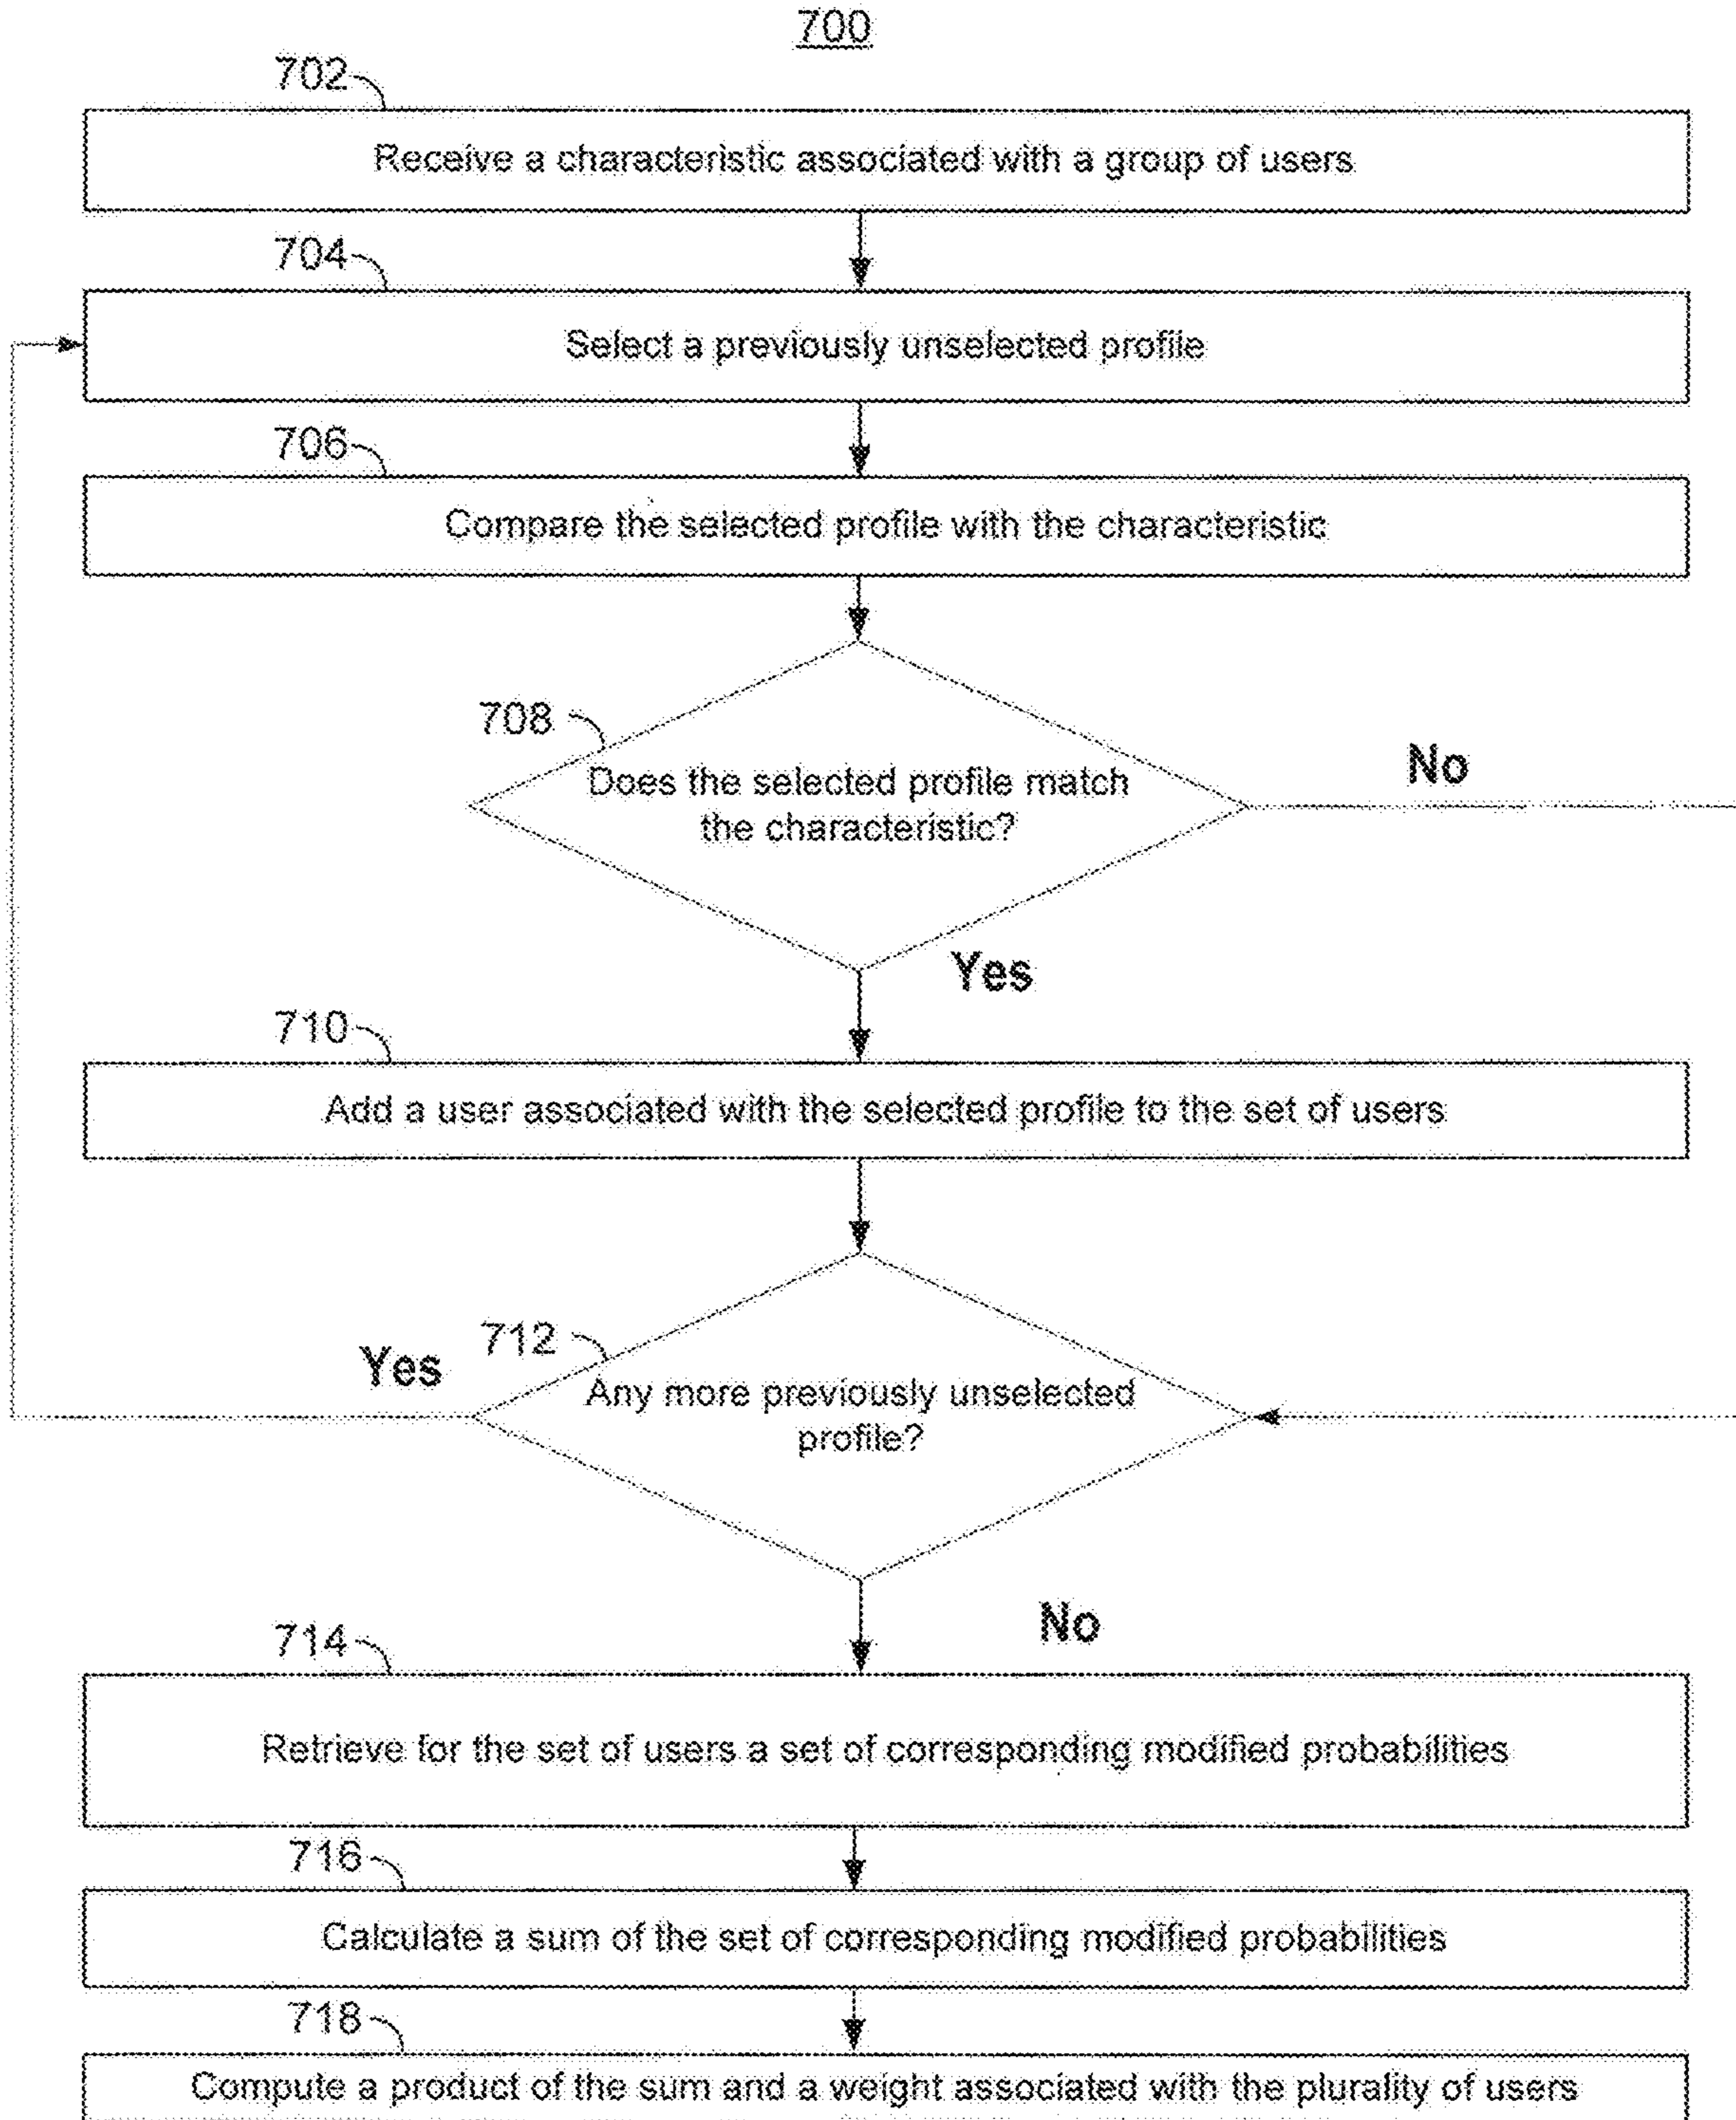 700
702
Receive a characteristic associated with a group of users
704
Select a previously unselected profile
706
Compare the selected profile with the characteristic
708
Does the selected profile match
the characteristic?
No
Yes
710
Add a user associated with the selected profile to the set of users
712
Yes
Any more previously unselected
profile?
No
714
Retrieve for the set of users a set of corresponding modified probabilities
716
Calculate a sum of the set of corresponding modified probabilities
718
Compute a product of the sum and a weight associated with the plurality of users